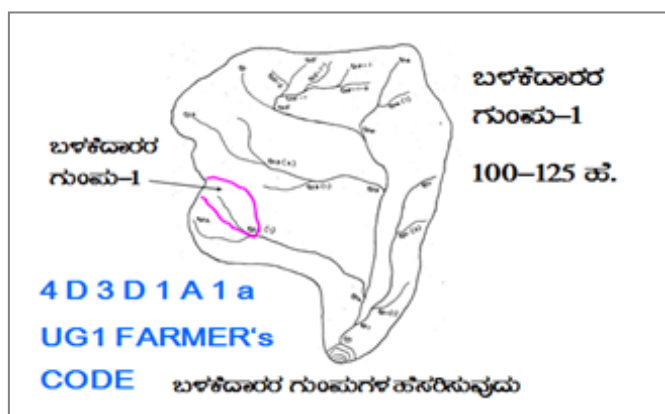 ಬಳಕೆದಾರರ
ಗುಂಪು–1
100–125 ಹೆ.
ಬಳಕೆದಾರರ
ಗುಂಪು–1
4 D 3 D 1 A 1 a
UG1 FARMER's
CODE
ಬಳಕೆದಾರರ ಗುಂಪುಗಳ ಹೆಸರಿಸುವುದು